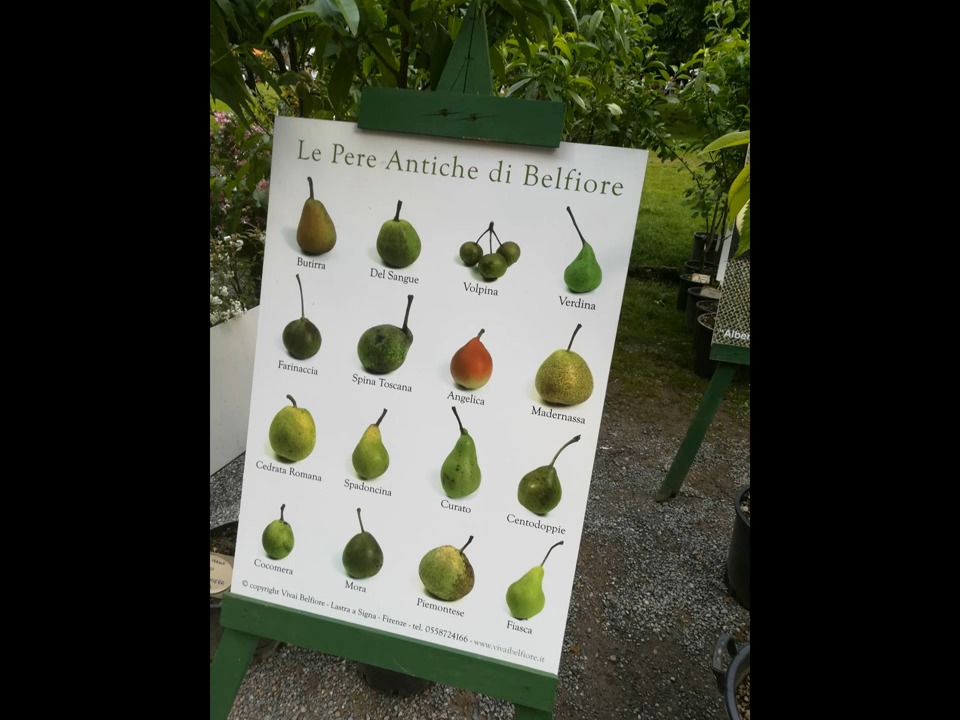 Le Pere Antiche di Belfiore
Butirra
Del Sangue
Volpina
Verdina
Farinaccia
Spina Toscana
Angelica
Madernassa
Cedrata Romana
Spadoncina
Curato
Centodoppie
Cocomera
Mora
Piemontese
Fiasca
© copyright Vivai Belfiore - Lastra a Signa - Firenze - tel. 0558724166 - www.vivaibelfiore.it